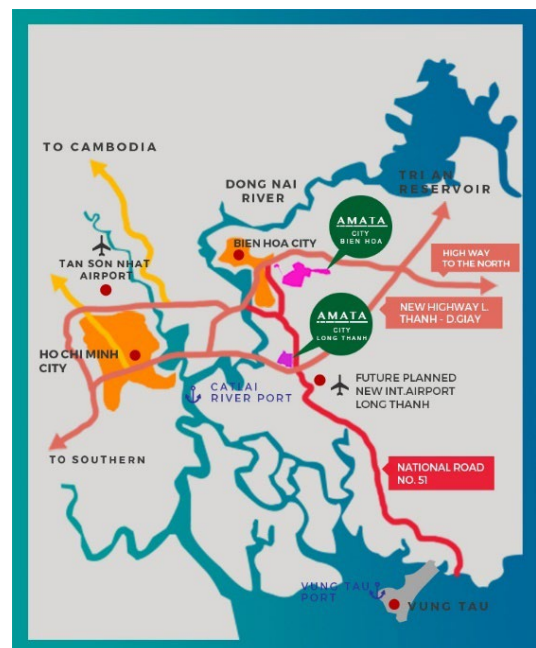 TO CAMBODIA
DONG NAI
RIVER
TRI AN
RESERVOIR
AMATA
CITY
BIEN HOA
BIEN HOA CITY
TAN SON NHAT
AIRPORT
HIGH WAY
TO THE NORTH
NEW HIGHWAY L.
THANH - D.GIAY
AMATA
CITY
LONG THANH
HO CHI MINH
CITY
CATLAI
RIVER PORT
FUTURE PLANNED
NEW INT.AIRPORT
LONG THANH
TO SOUTHERN
NATIONAL ROAD
NO. 51
VUNG TAU
PORT
VUNG TAU